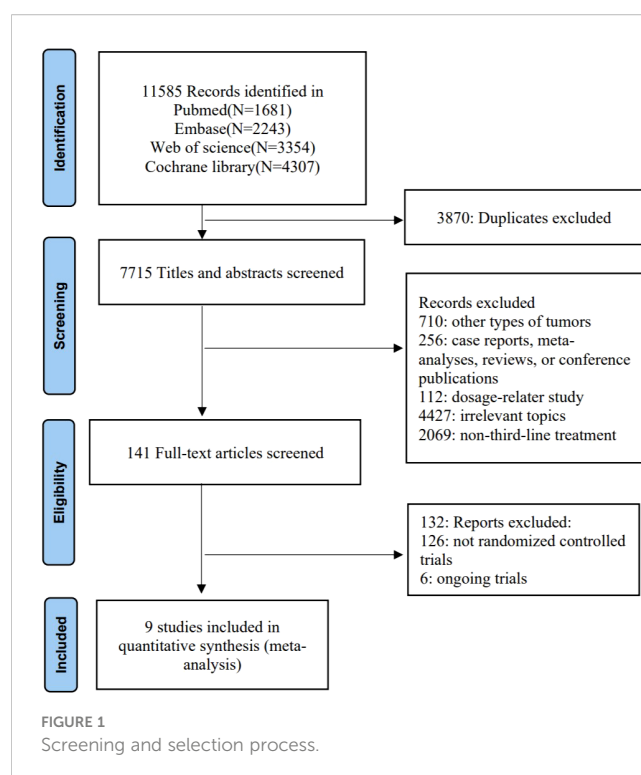 Identification
11585 Records identified in
Pubmed(N=1681)
Embase(N=2243)
Web of science(N=3354)
Cochrane library(N=4307)
3870: Duplicates excluded
Screening
7715 Titles and abstracts screened
Records excluded
710: other types of tumors
256: case reports, meta-
analyses, reviews, or conference
publications
112: dosage-relater study
4427: irrelevant topics
2069: non-third-line treatment
Eligibility
141 Full-text articles screened
132: Reports excluded:
126: not randomized controlled
trials
6: ongoing trials
Included
9 studies included in
quantitative synthesis (meta-
analysis)
FIGURE 1
Screening and selection process.